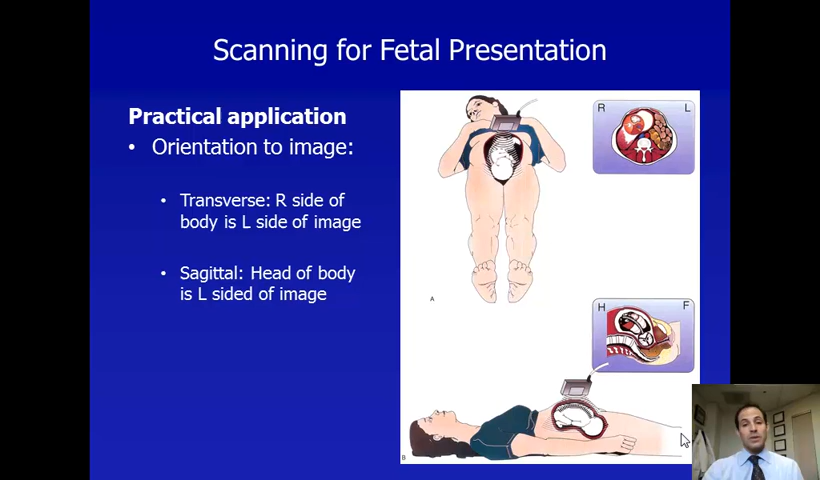 Scanning for Fetal Presentation
Practical application
• Orientation to image:
• Transverse: R side of
body is L side of image
• Sagittal: Head of body
is L sided of image
R L
A
H F
B